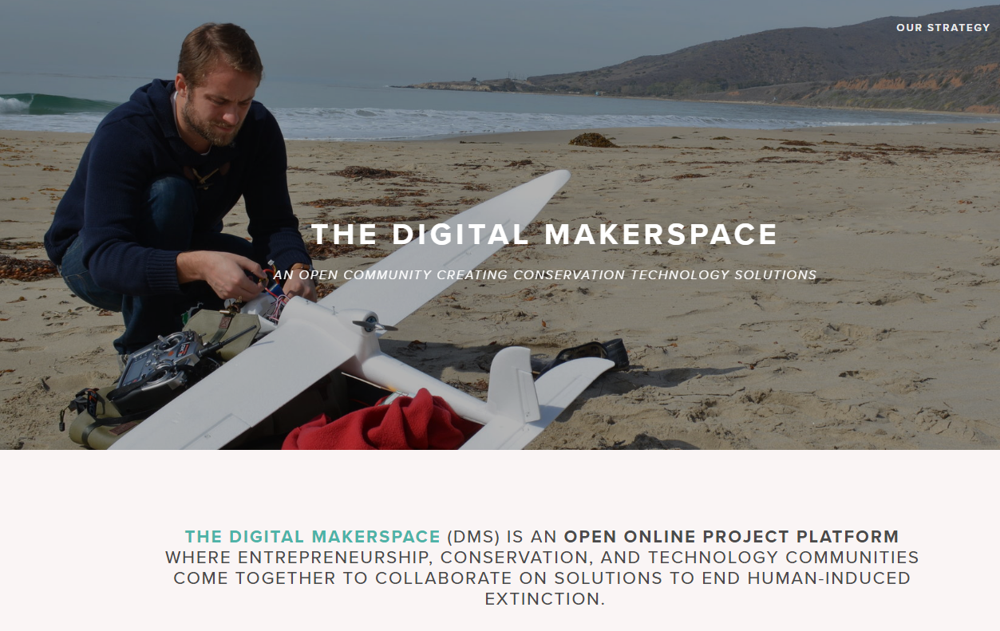 OUR STRATEGY
THE DIGITAL MAKERSPACE
AN OPEN COMMUNITY CREATING CONSERVATION TECHNOLOGY SOLUTIONS
THE DIGITAL MAKERSPACE (DMS) IS AN OPEN ONLINE PROJECT PLATFORM
WHERE ENTREPRENEURSHIP, CONSERVATION, AND TECHNOLOGY COMMUNITIES
COME TOGETHER TO COLLABORATE ON SOLUTIONS TO END HUMAN-INDUCED
EXTINCTION.